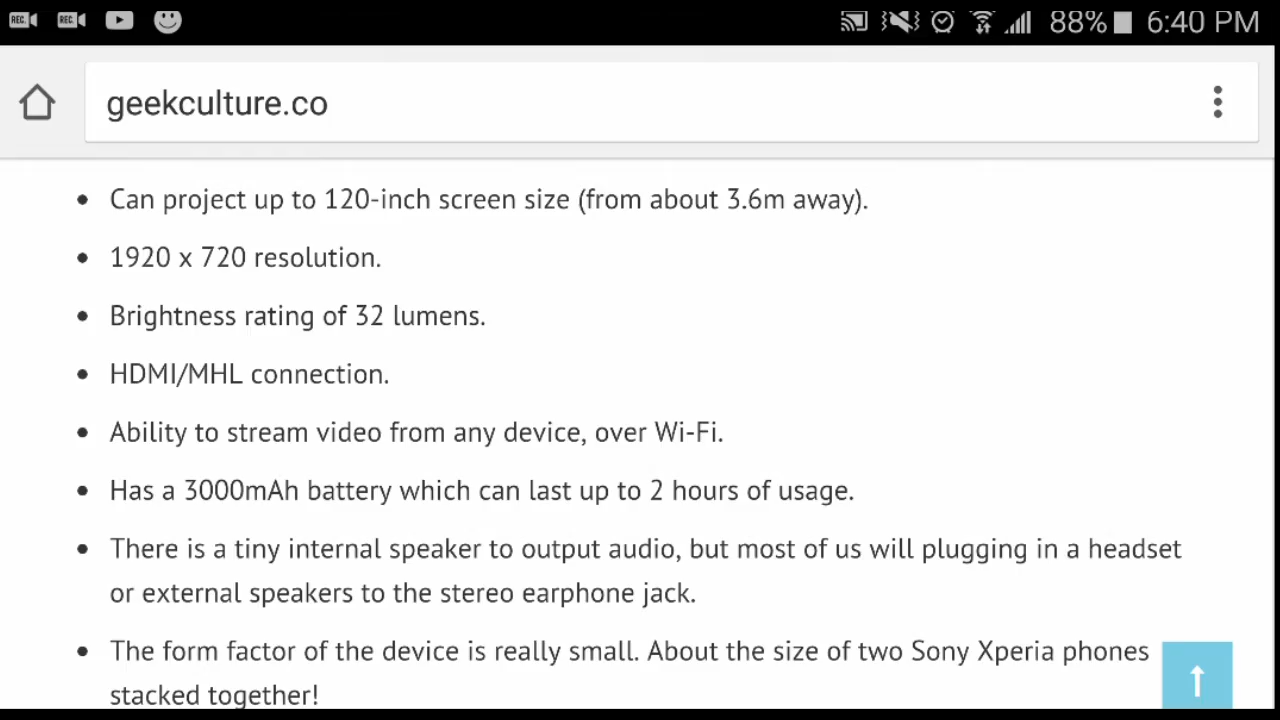 REC. REC. 88% 6:40 PM
geekculture.co
• Can project up to 120-inch screen size (from about 3.6m away).
• 1920 x 720 resolution.
• Brightness rating of 32 lumens.
• HDMI/MHL connection.
• Ability to stream video from any device, over Wi-Fi.
• Has a 3000mAh battery which can last up to 2 hours of usage.
• There is a tiny internal speaker to output audio, but most of us will plugging in a headset
or external speakers to the stereo earphone jack.
• The form factor of the device is really small. About the size of two Sony Xperia phones
stacked together!